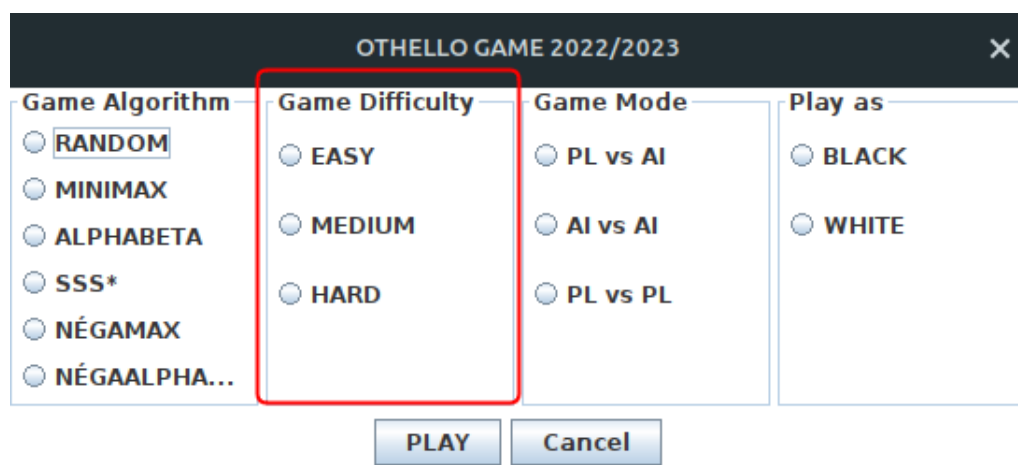 OTHELLO GAME 2022/2023
Game Algorithm
RANDOM
MINIMAX
ALPHABETA
SSS*
NÉGAMAX
NÉGAALPHA...
Game Difficulty
EASY
MEDIUM
HARD
Game Mode
PL vs AI
AI vs AI
PL vs PL
Play as
BLACK
WHITE
PLAY
Cancel